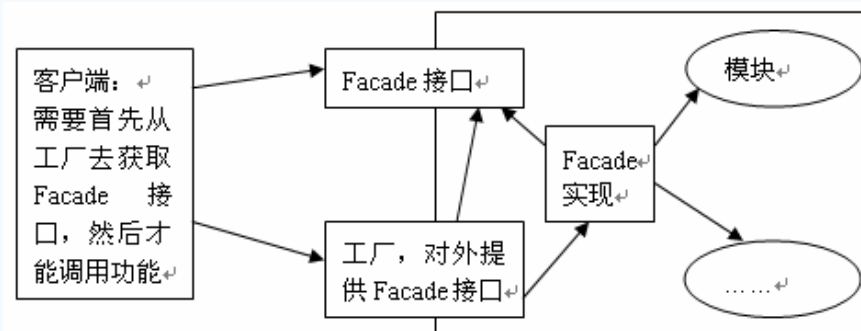 客户端：
需要首先从
工厂去获取
Facade 接
口，然后才
能调用功能
Facade 接口
工厂，对外提
供 Facade 接口
Facade
实现
模块
……